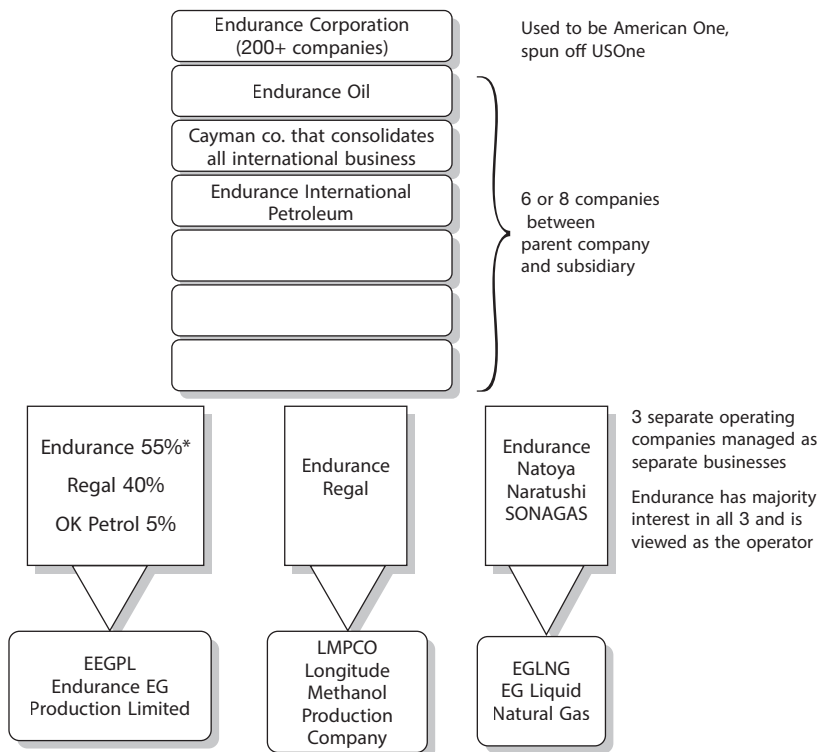 Endurance Corporation
(200+ companies)
Used to be American One,
spun off USOne
Endurance Oil
Cayman co. that consolidates
all international business
Endurance International
Petroleum
6 or 8 companies
between
parent company
and subsidiary
Endurance 55%*
Regal 40%
OK Petrol 5%
Endurance
Regal
Endurance
Natoya
Naratushi
SONAGAS
3 separate operating
companies managed as
separate businesses
Endurance has majority
interest in all 3 and is
viewed as the operator
EEGPL
Endurance EG
Production Limited
LMPCO
Longitude
Methanol
Production
Company
EGLNG
EG Liquid
Natural Gas